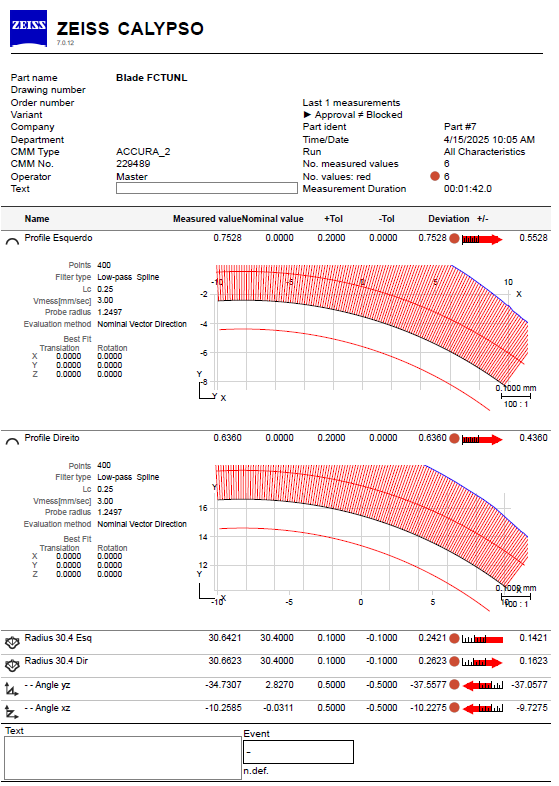 ZEISS
ZEISS CALYPSO
7.0.12
Part name Blade FCTUNL
Drawing number
Order number Last 1 measurements
Variant ► Approval ≠ Blocked
Company Part ident Part #7
Department Time/Date 4/15/2025 10:05 AM
CMM Type ACCURA_2 Run All Characteristics
CMM No. 229489 No. measured values 6
Operator Master No. values: red 6
Text Measurement Duration 00:01:42.0
Name Measured value Nominal value +Tol -Tol Deviation +/-
Profile Esquerdo 0.7528 0.0000 0.2000 0.0000 0.7528 0.5528
Points 400
Filter type Low-pass Spline
Lc 0.25
Vmess[mm/sec] 3.00
Probe radius 1.2497
Evaluation method Nominal Vector Direction
Best Fit
Translation Rotation
X 0.0000 0.0000
Y 0.0000 0.0000
Z 0.0000 0.0000
-10 -5 5 10
X
-2
-4
-6
-8
Y
Y X
0.1000 mm
100 : 1
Profile Direito 0.6360 0.0000 0.2000 0.0000 0.6360 0.4360
Points 400
Filter type Low-pass Spline
Lc 0.25
Vmess[mm/sec] 3.00
Probe radius 1.2497
Evaluation method Nominal Vector Direction
Best Fit
Translation Rotation
X 0.0000 0.0000
Y 0.0000 0.0000
Z 0.0000 0.0000
Y
16
14
12
Y
X
-10 -5 0 5 10
0.1000 mm
100 : 1
Radius 30.4 Esq 30.6421 30.4000 0.1000 -0.1000 0.2421 0.1421
Radius 30.4 Dir 30.6623 30.4000 0.1000 -0.1000 0.2623 0.1623
- - Angle yz -34.7307 2.8270 0.5000 -0.5000 -37.5577 -37.0577
- - Angle xz -10.2585 -0.0311 0.5000 -0.5000 -10.2275 -9.7275
Text
Event
-
n.def.